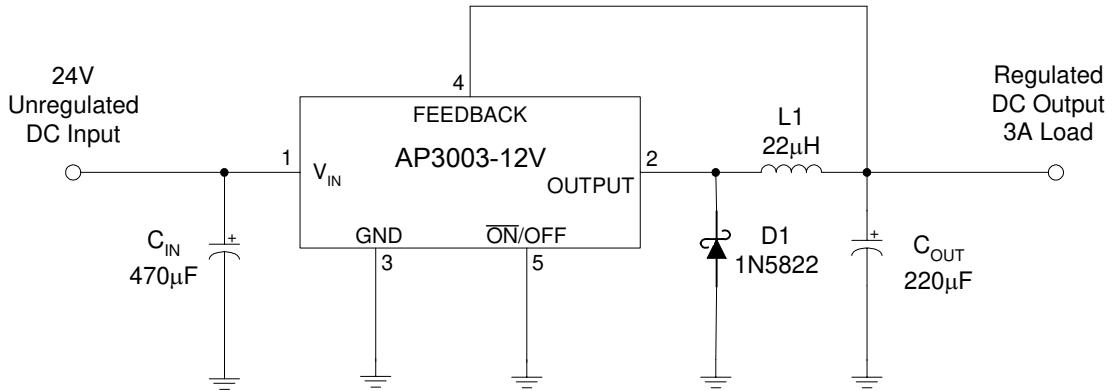 24V
Unregulated
DC Input
4
FEEDBACK
AP3003-12V
1
V_IN
OUTPUT
2
GND
O̅N̅/OFF
3
5
C_IN
470μF
L1
22μH
D1
1N5822
C_OUT
220μF
Regulated
DC Output
3A Load
+
+